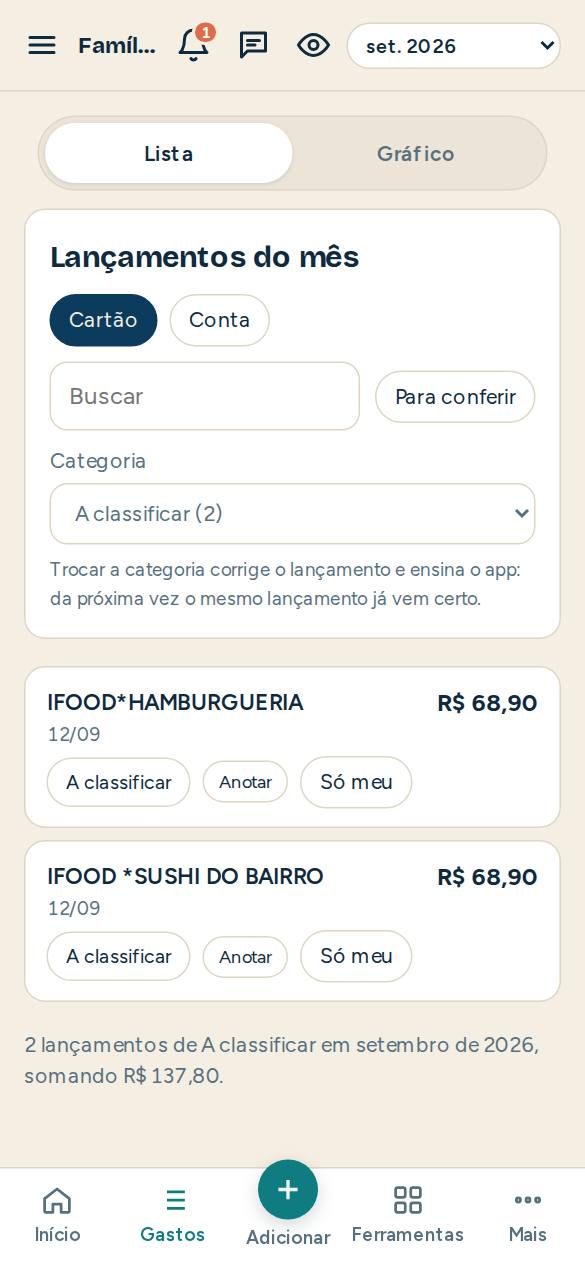 Famíl...
1
set. 2026
Lista
Gráfico
Lançamentos do mês
Cartão
Conta
Buscar
Para conferir
Categoria
A classificar (2)
Trocar a categoria corrige o lançamento e ensina o app:
da próxima vez o mesmo lançamento já vem certo.
IFOOD*HAMBURGUERIA
R$ 68,90
12/09
A classificar
Anotar
Só meu
IFOOD *SUSHI DO BAIRRO
R$ 68,90
12/09
A classificar
Anotar
Só meu
2 lançamentos de A classificar em setembro de 2026,
somando R$ 137,80.
Início
Gastos
Adicionar
Ferramentas
Mais